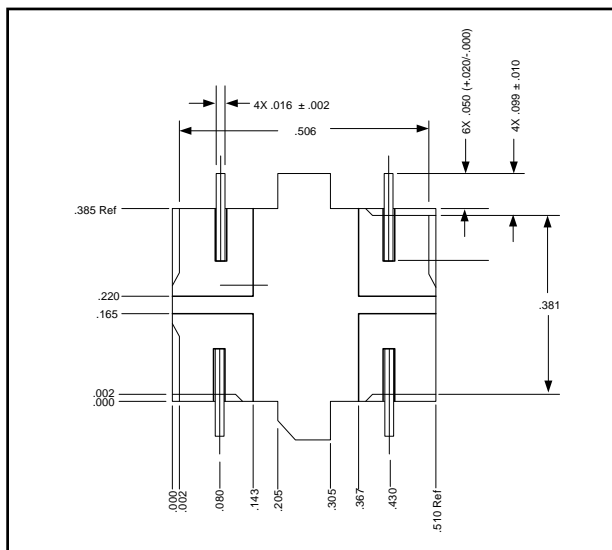 4X .016 ± .002
6X .050 (+.020/-.000)
4X .099 ± .010
.506
.385 Ref
.220
.165
.381
.002
.000
.000
.002
.080
.143
.205
.305
.367
.430
.510 Ref